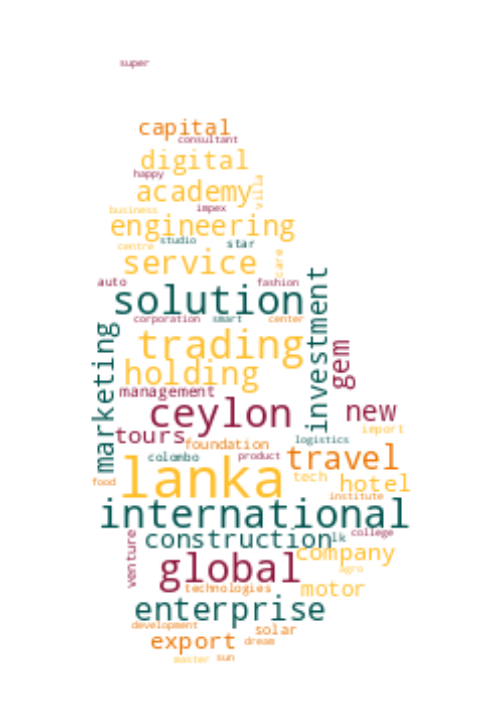 super
capital
consultant
digital
happy
academy
villa
business
impex
engineering
centre
studio
star
service
care
auto
fashion
solution
investment
corporation
smart
center
marketing
trading
gem
holding
management
ceylon
new
import
tours
foundation
logistics
colombo
product
travel
lanka
food
tech
hotel
institute
international
construction
lk
college
venture
company
global
agro
technologies
motor
enterprise
development
solar
export
dream
master
sun